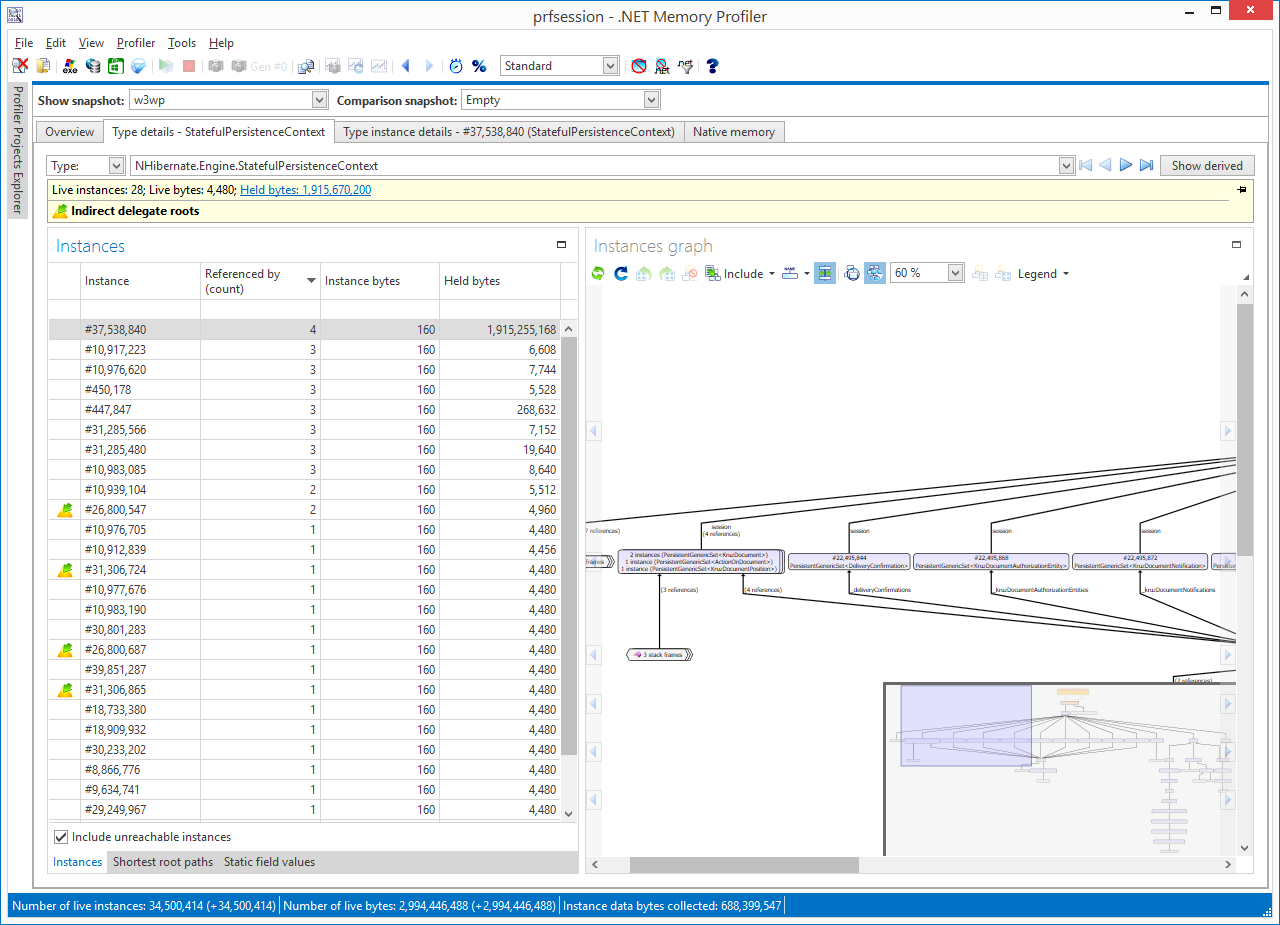 prfsession - .NET Memory Profiler
File Edit View Profiler Tools Help
Gen #0 Standard
Show snapshot: w3wp Comparison snapshot: Empty
Profiler Projects Explorer
Overview Type details - StatefulPersistenceContext Type instance details - #37,538,840 (StatefulPersistenceContext) Native memory
Type: NHibernate.Engine.StatefulPersistenceContext Show derived
Live instances: 28; Live bytes: 4,480; Held bytes: 1,915,670,200
Indirect delegate roots
Instances
Instance Referenced by (count) Instance bytes Held bytes
#37,538,840 4 160 1,915,255,168
#10,917,223 3 160 6,608
#10,976,620 3 160 7,744
#450,178 3 160 5,528
#447,847 3 160 268,632
#31,285,566 3 160 7,152
#31,285,480 3 160 19,640
#10,983,085 3 160 8,640
#10,939,104 2 160 5,512
#26,800,547 2 160 4,960
#10,976,705 1 160 4,480
#10,912,839 1 160 4,456
#31,306,724 1 160 4,480
#10,977,676 1 160 4,480
#10,983,190 1 160 4,480
#30,801,283 1 160 4,480
#26,800,687 1 160 4,480
#39,851,287 1 160 4,480
#31,306,865 1 160 4,480
#18,733,380 1 160 4,480
#18,909,932 1 160 4,480
#30,233,202 1 160 4,480
#8,866,776 1 160 4,480
#9,634,741 1 160 4,480
#29,249,967 1 160 4,480
Include unreachable instances
Instances Shortest root paths Static field values
Instances graph
Include NAME 60 % Legend
7 references)
session
(4 references)
session
session
session
frames
2 instances (PersistentGenericSet<KruzDocument>)
1 instance (PersistentGenericSet<ActionOnDocument>)
1 instance (PersistentGenericSet<KruzDocumentPosition>)
#22,495,844
PersistentGenericSet<DeliveryConfirmation>
#22,495,868
PersistentGenericSet<KruzDocumentAuthorizationEntity>
#22,495,872
PersistentGenericSet<KruzDocumentNotification>
(3 references)
(4 references)
_deliveryConfirmations
_kruzDocumentAuthorizationEntities
_kruzDocumentNotifications
3 stack frames
(2 references)
Number of live instances: 34,500,414 (+34,500,414) Number of live bytes: 2,994,446,488 (+2,994,446,488) Instance data bytes collected: 688,399,547